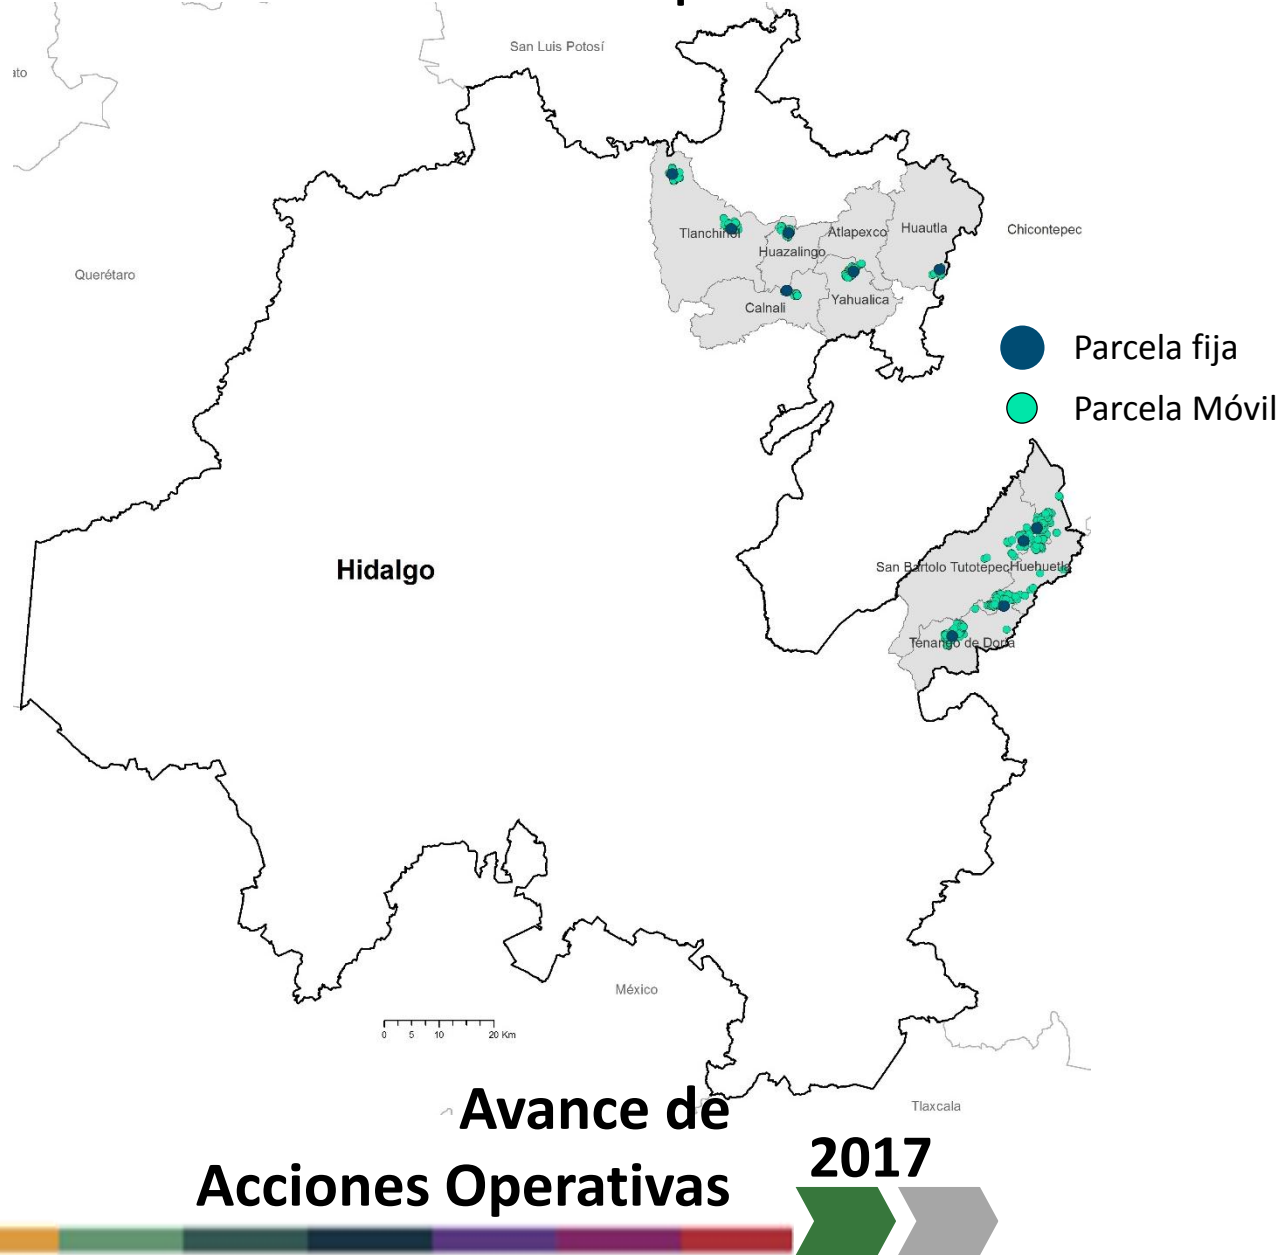 San Luis Potosí
ato
Tlanchinol
Huazalingo
Atlapexco
Huautla
Chicontepec
Querétaro
Calnali
Yahualica
Parcela fija
Parcela Móvil
Hidalgo
San Bartolo Tutotepec
Huehuetla
Tenango de Doria
México
0 5 10 20 Km
Tlaxcala
Avance de
Acciones Operativas
2017